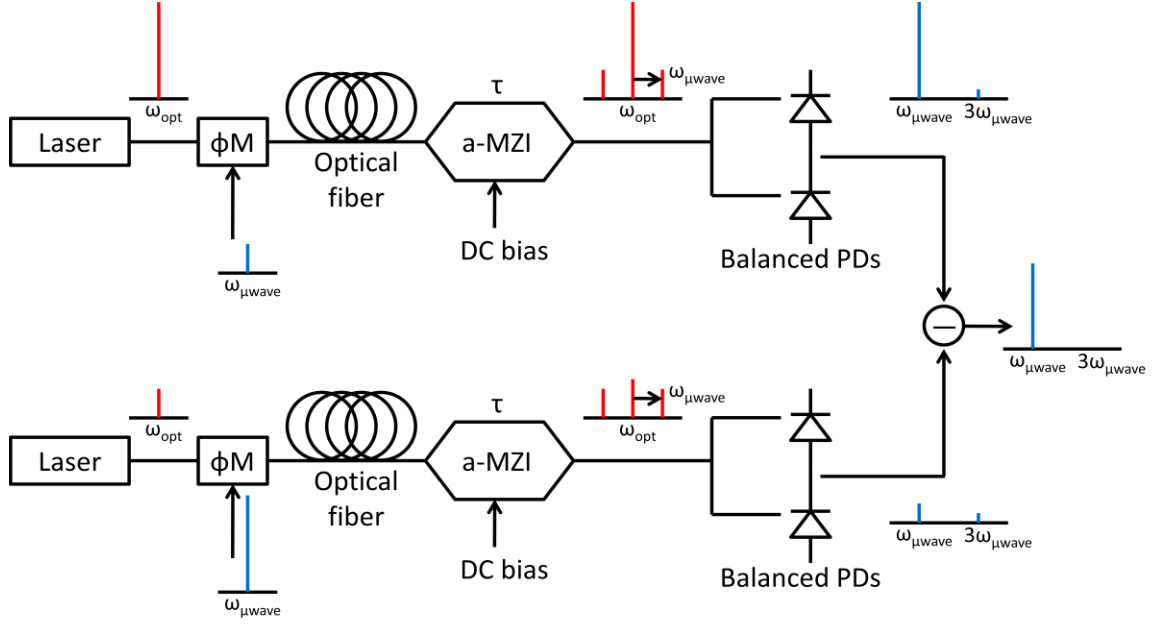 ω_opt
Laser
ϕM
Optical
fiber
ω_μwave
τ
a-MZI
DC bias
ω_μwave
ω_opt
Balanced PDs
ω_μwave 3ω_μwave
—
ω_μwave 3ω_μwave
ω_opt
Laser
ϕM
Optical
fiber
ω_μwave
τ
a-MZI
DC bias
ω_μwave
ω_opt
Balanced PDs
ω_μwave 3ω_μwave